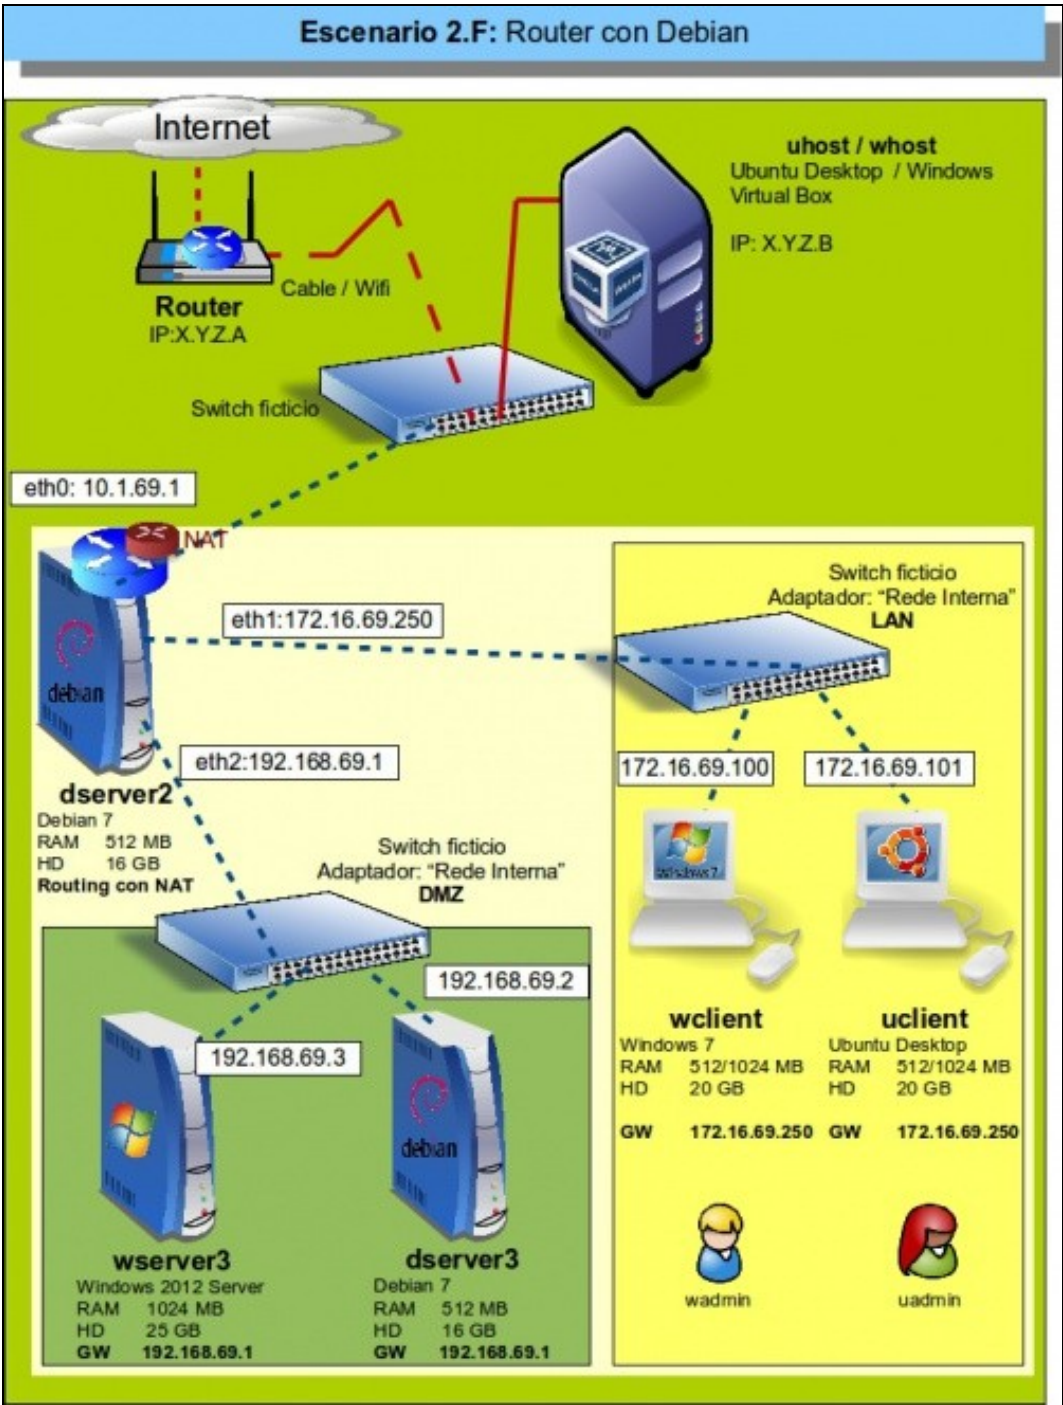 Escenario 2.F: Router con Debian
Internet
uhost / whost
Ubuntu Desktop / Windows
Virtual Box
IP: X.Y.Z.B
Cable / Wifi
Router
IP:X.Y.Z.A
Switch ficticio
eth0: 10.1.69.1
NAT
Switch ficticio
Adaptador: “Rede Interna”
LAN
eth1:172.16.69.250
debian
eth2:192.168.69.1
172.16.69.100
172.16.69.101
dserver2
Debian 7
RAM 512 MB
HD 16 GB
Routing con NAT
Windows7
Switch ficticio
Adaptador: “Rede Interna”
DMZ
192.168.69.2
192.168.69.3
debian
wclient
Windows 7
RAM 512/1024 MB
HD 20 GB
GW 172.16.69.250
uclient
Ubuntu Desktop
RAM 512/1024 MB
HD 20 GB
GW 172.16.69.250
wserver3
Windows 2012 Server
RAM 1024 MB
HD 25 GB
GW 192.168.69.1
dserver3
Debian 7
RAM 512 MB
HD 16 GB
GW 192.168.69.1
wadmin
uadmin